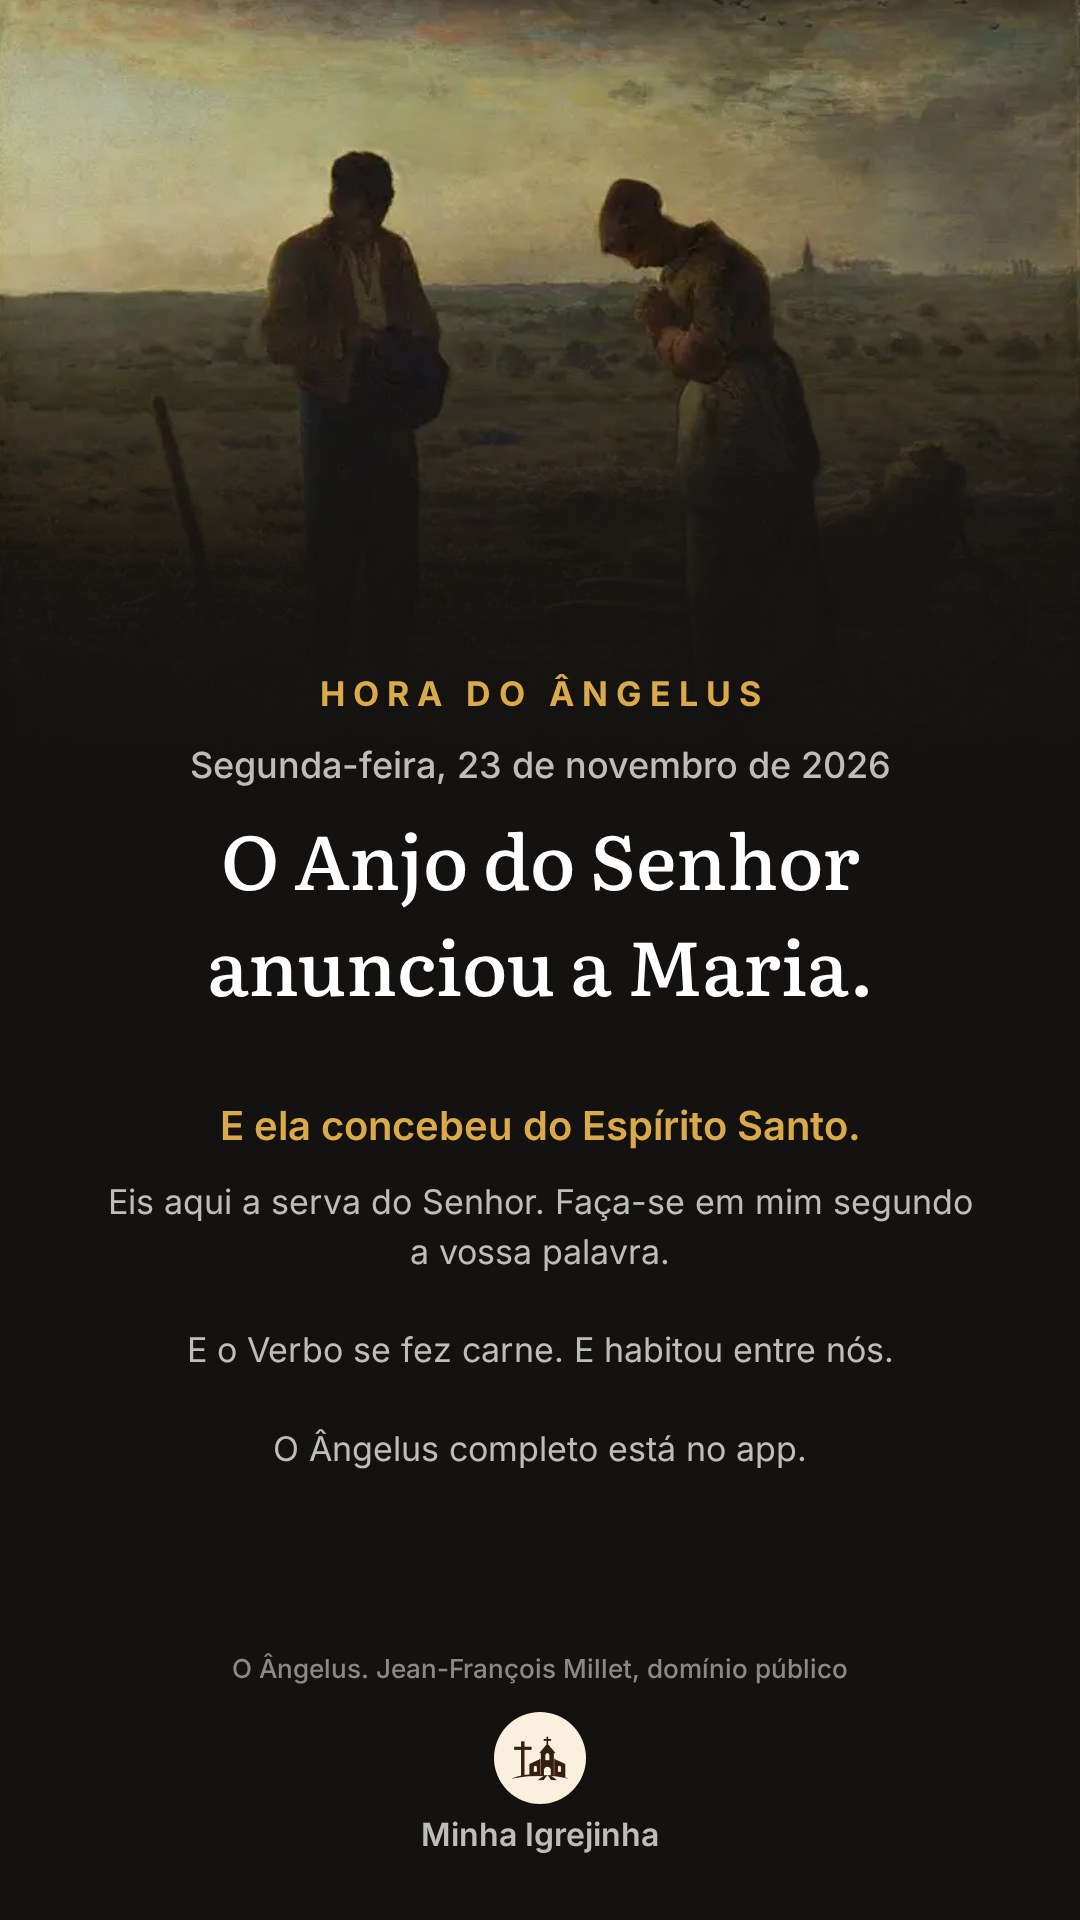 HORA DO ÂNGELUS
Segunda-feira, 23 de novembro de 2026
O Anjo do Senhor
anunciou a Maria.
E ela concebeu do Espírito Santo.
Eis aqui a serva do Senhor. Faça-se em mim segundo
a vossa palavra.
E o Verbo se fez carne. E habitou entre nós.
O Ângelus completo está no app.
O Ângelus. Jean-François Millet, domínio público
Minha Igrejinha